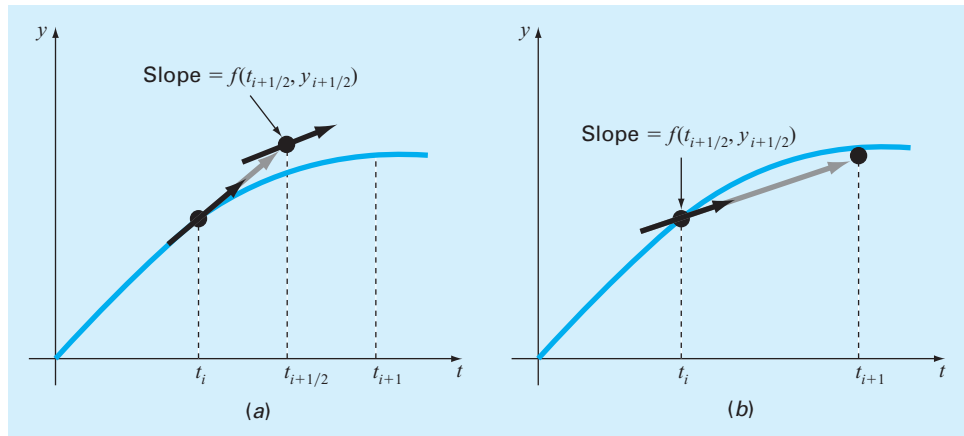 y
Slope = f(t_{i+1/2}, y_{i+1/2})
t_i t_{i+1/2} t_{i+1} t
(a)
y
Slope = f(t_{i+1/2}, y_{i+1/2})
t_i t_{i+1} t
(b)